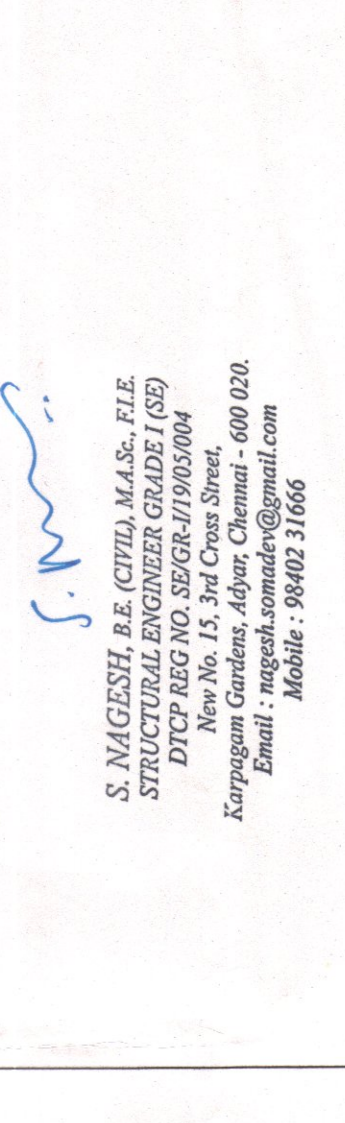 S. NAGESH, B.E. (CIVIL), M.A.Sc., F.I.E.
STRUCTURAL ENGINEER GRADE I (SE)
DTCP REG NO. SE/GR-I/19/05/004
New No. 15, 3rd Cross Street,
Karpagam Gardens, Adyar, Chennai - 600 020.
Email : nagesh.somadev@gmail.com
Mobile : 98402 31666